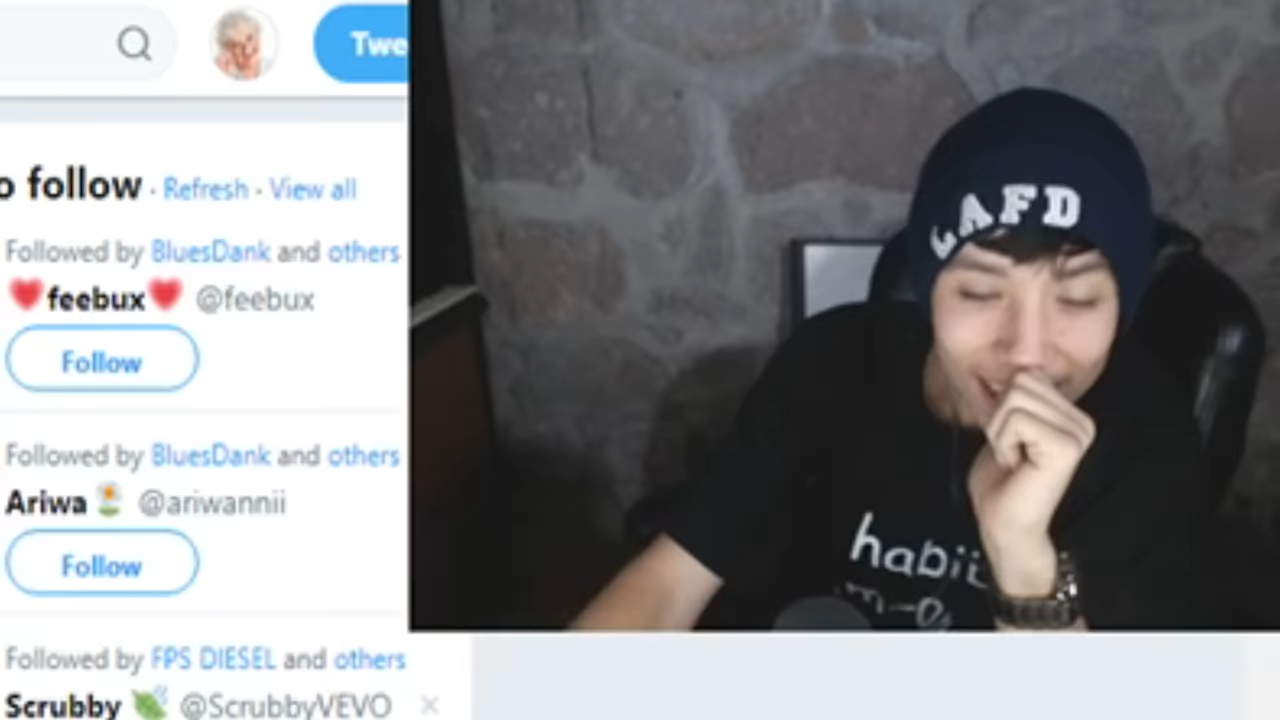 Twe
o follow · Refresh · View all
Followed by BluesDank and others
❤️feebux❤️ @feebux
Follow
Followed by BluesDank and others
Ariwa @ariwannii
Follow
Followed by FPS DIESEL and others
Scrubby @ScrubbyVEVO ×
LAFD
habii
m-e